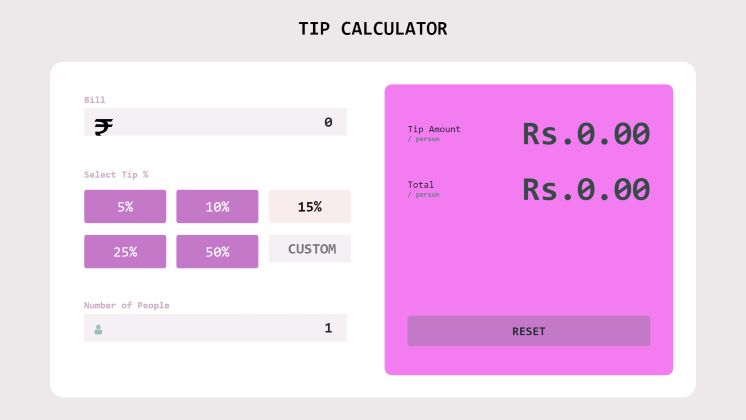 TIP CALCULATOR
Bill
₹ 0
Select Tip %
5% 10% 15%
25% 50% CUSTOM
Number of People
1
Tip Amount
/ person
Rs.0.00
Total
/ person
Rs.0.00
RESET